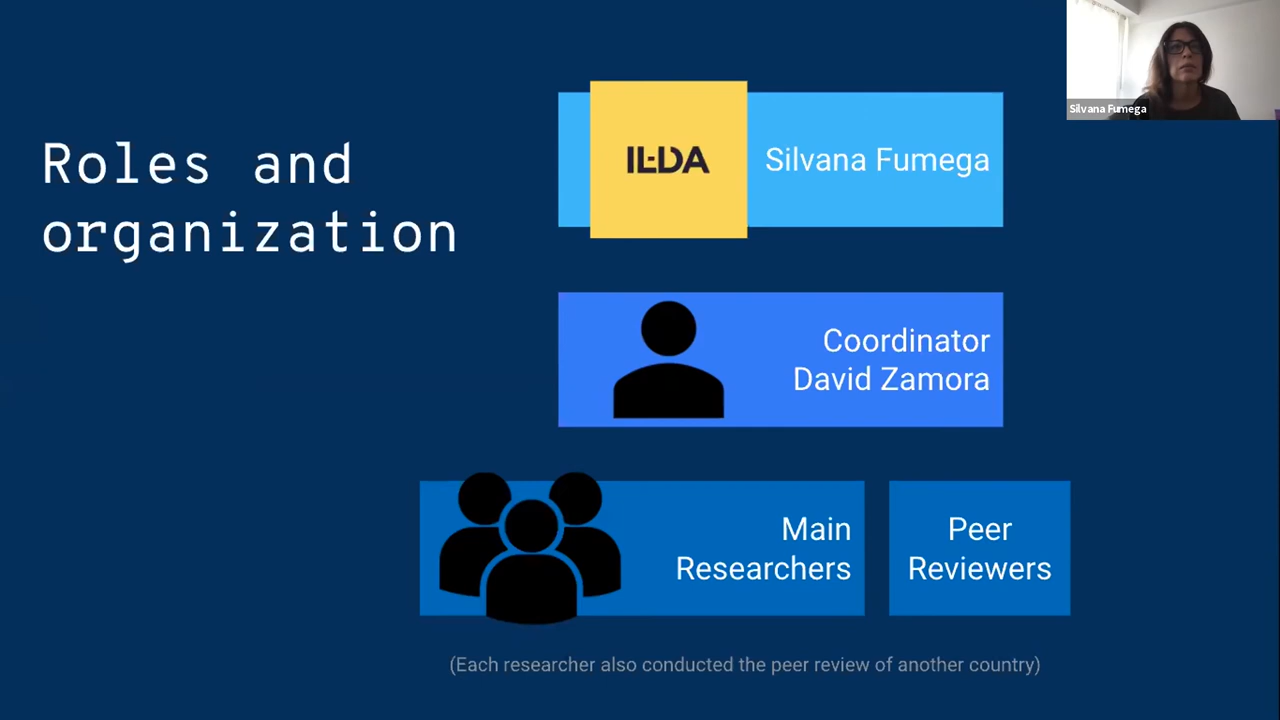 Roles and
organization
ILDA
Silvana Fumega
Silvana Fumega
Coordinator
David Zamora
Main
Researchers
Peer
Reviewers
(Each researcher also conducted the peer review of another country)